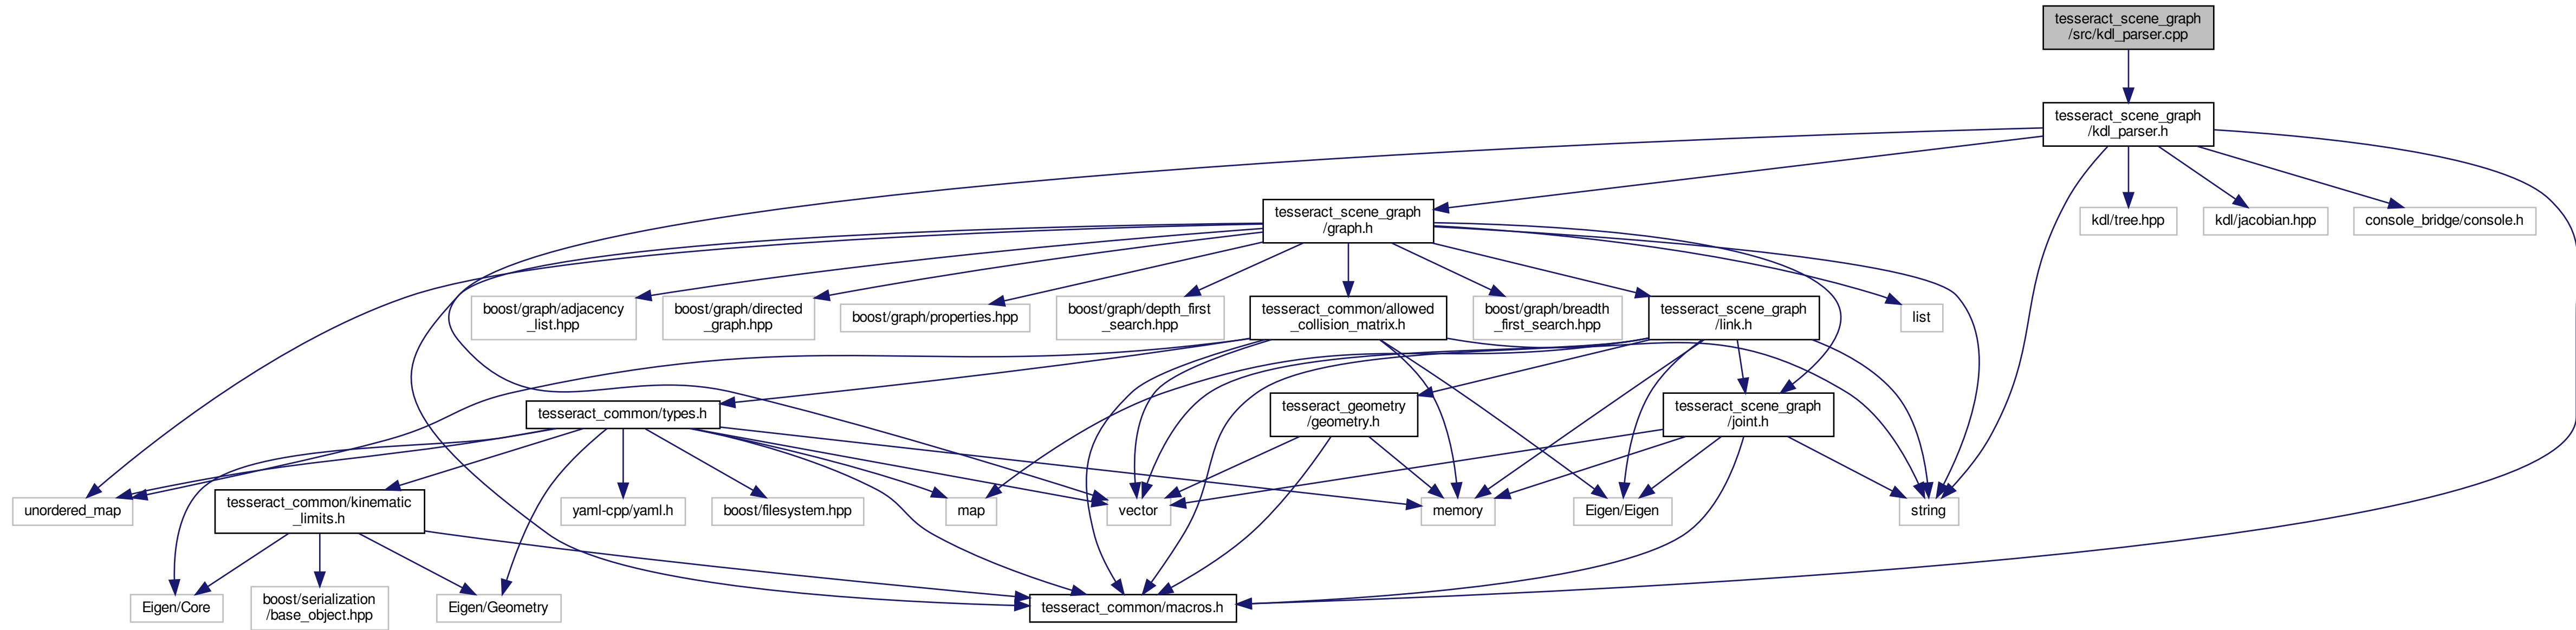 tesseract_scene_graph
/src/kdl_parser.cpp
tesseract_scene_graph
/kdl_parser.h
tesseract_scene_graph
/graph.h
kdl/tree.hpp
kdl/jacobian.hpp
console_bridge/console.h
boost/graph/adjacency
_list.hpp
boost/graph/directed
_graph.hpp
boost/graph/properties.hpp
boost/graph/depth_first
_search.hpp
tesseract_common/allowed
_collision_matrix.h
boost/graph/breadth
_first_search.hpp
tesseract_scene_graph
/link.h
list
tesseract_common/types.h
tesseract_geometry
/geometry.h
tesseract_scene_graph
/joint.h
unordered_map
tesseract_common/kinematic
_limits.h
yaml-cpp/yaml.h
boost/filesystem.hpp
map
vector
memory
Eigen/Eigen
string
Eigen/Core
boost/serialization
/base_object.hpp
Eigen/Geometry
tesseract_common/macros.h